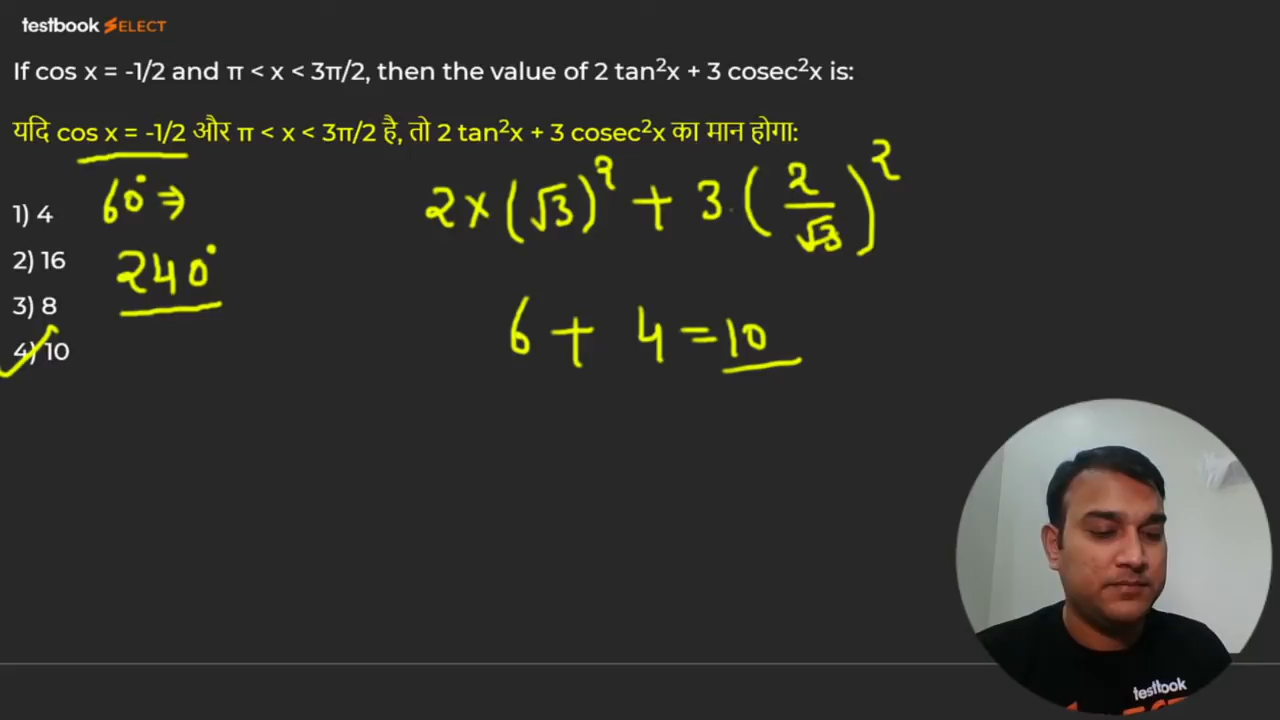 testbook SELECT
If cos x = -1/2 and π < x < 3π/2, then the value of 2 tan²x + 3 cosec²x is:
यदि cos x = -1/2 और π < x < 3π/2 है, तो 2 tan²x + 3 cosec²x का मान होगा:
60° ⇒
2 × (√3)² + 3 (2/√3)²
1) 4
240°
2) 16
3) 8
6 + 4 = 10
4) 10
testbook